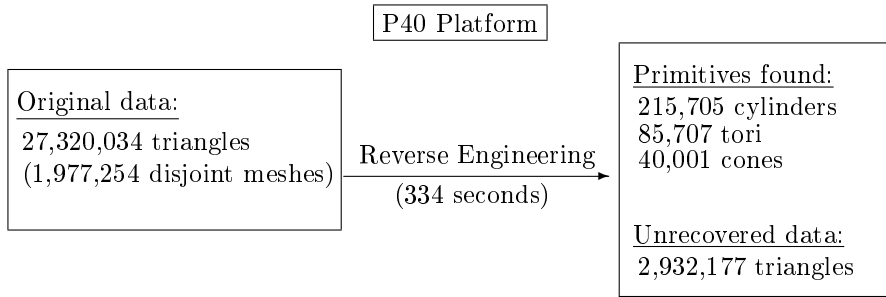 P40 Platform
Original data:
27,320,034 triangles
(1,977,254 disjoint meshes)
Reverse Engineering
(334 seconds)
Primitives found:
215,705 cylinders
85,707 tori
40,001 cones
Unrecovered data:
2,932,177 triangles